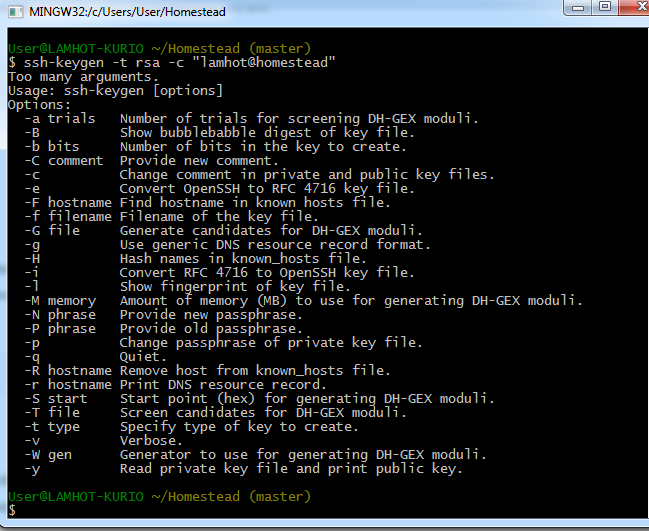 MINGW32:/c/Users/User/Homestead
User@LAMHOT-KURIO ~/Homestead (master)
$ ssh-keygen -t rsa -c "lamhot@homestead"
Too many arguments.
Usage: ssh-keygen [options]
Options:
  -a trials   Number of trials for screening DH-GEX moduli.
  -B          Show bubblebabble digest of key file.
  -b bits     Number of bits in the key to create.
  -C comment  Provide new comment.
  -c          Change comment in private and public key files.
  -e          Convert OpenSSH to RFC 4716 key file.
  -F hostname Find hostname in known hosts file.
  -f filename Filename of the key file.
  -G file     Generate candidates for DH-GEX moduli.
  -g          Use generic DNS resource record format.
  -H          Hash names in known_hosts file.
  -i          Convert RFC 4716 to OpenSSH key file.
  -l          Show fingerprint of key file.
  -M memory   Amount of memory (MB) to use for generating DH-GEX moduli.
  -N phrase   Provide new passphrase.
  -P phrase   Provide old passphrase.
  -p          Change passphrase of private key file.
  -q          Quiet.
  -R hostname Remove host from known_hosts file.
  -r hostname Print DNS resource record.
  -S start    Start point (hex) for generating DH-GEX moduli.
  -T file     Screen candidates for DH-GEX moduli.
  -t type     Specify type of key to create.
  -v          Verbose.
  -W gen      Generator to use for generating DH-GEX moduli.
  -y          Read private key file and print public key.
User@LAMHOT-KURIO ~/Homestead (master)
$